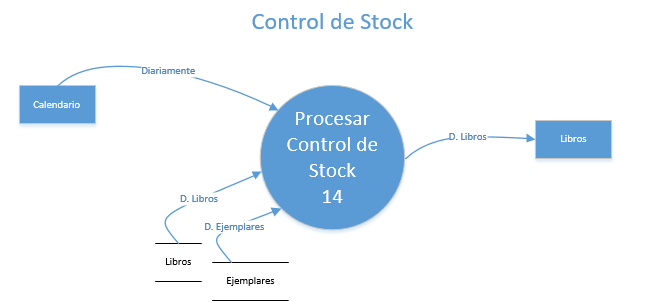 Control de Stock
Diariamente
Calendario
Procesar
Control de
Stock
14
D. Libros
Libros
D. Libros
D. Ejemplares
Libros
Ejemplares